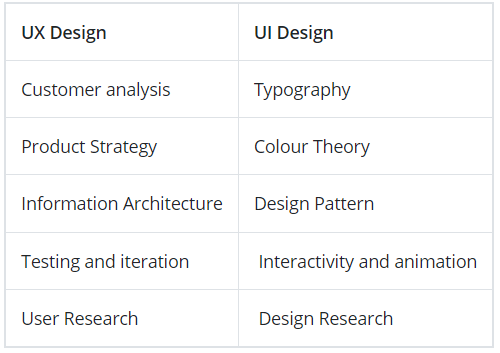 UX Design UI Design
Customer analysis Typography
Product Strategy Colour Theory
Information Architecture Design Pattern
Testing and iteration Interactivity and animation
User Research Design Research